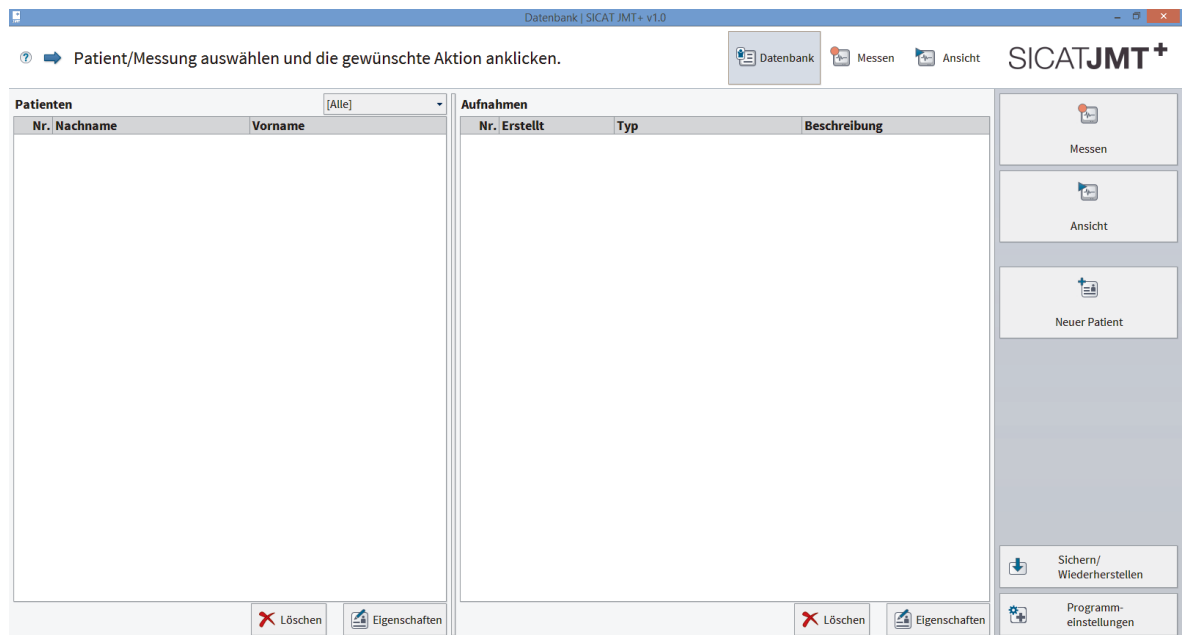 Datenbank | SICAT JMT+ v1.0
Patient/Messung auswählen und die gewünschte Aktion anklicken.
Datenbank
Messen
Ansicht
SICATJMT+
Patienten
[Alle]
Nr. Nachname Vorname
Löschen
Eigenschaften
Aufnahmen
Nr. Erstellt Typ Beschreibung
Löschen
Eigenschaften
Messen
Ansicht
Neuer Patient
Sichern/
Wiederherstellen
Programm-
einstellungen